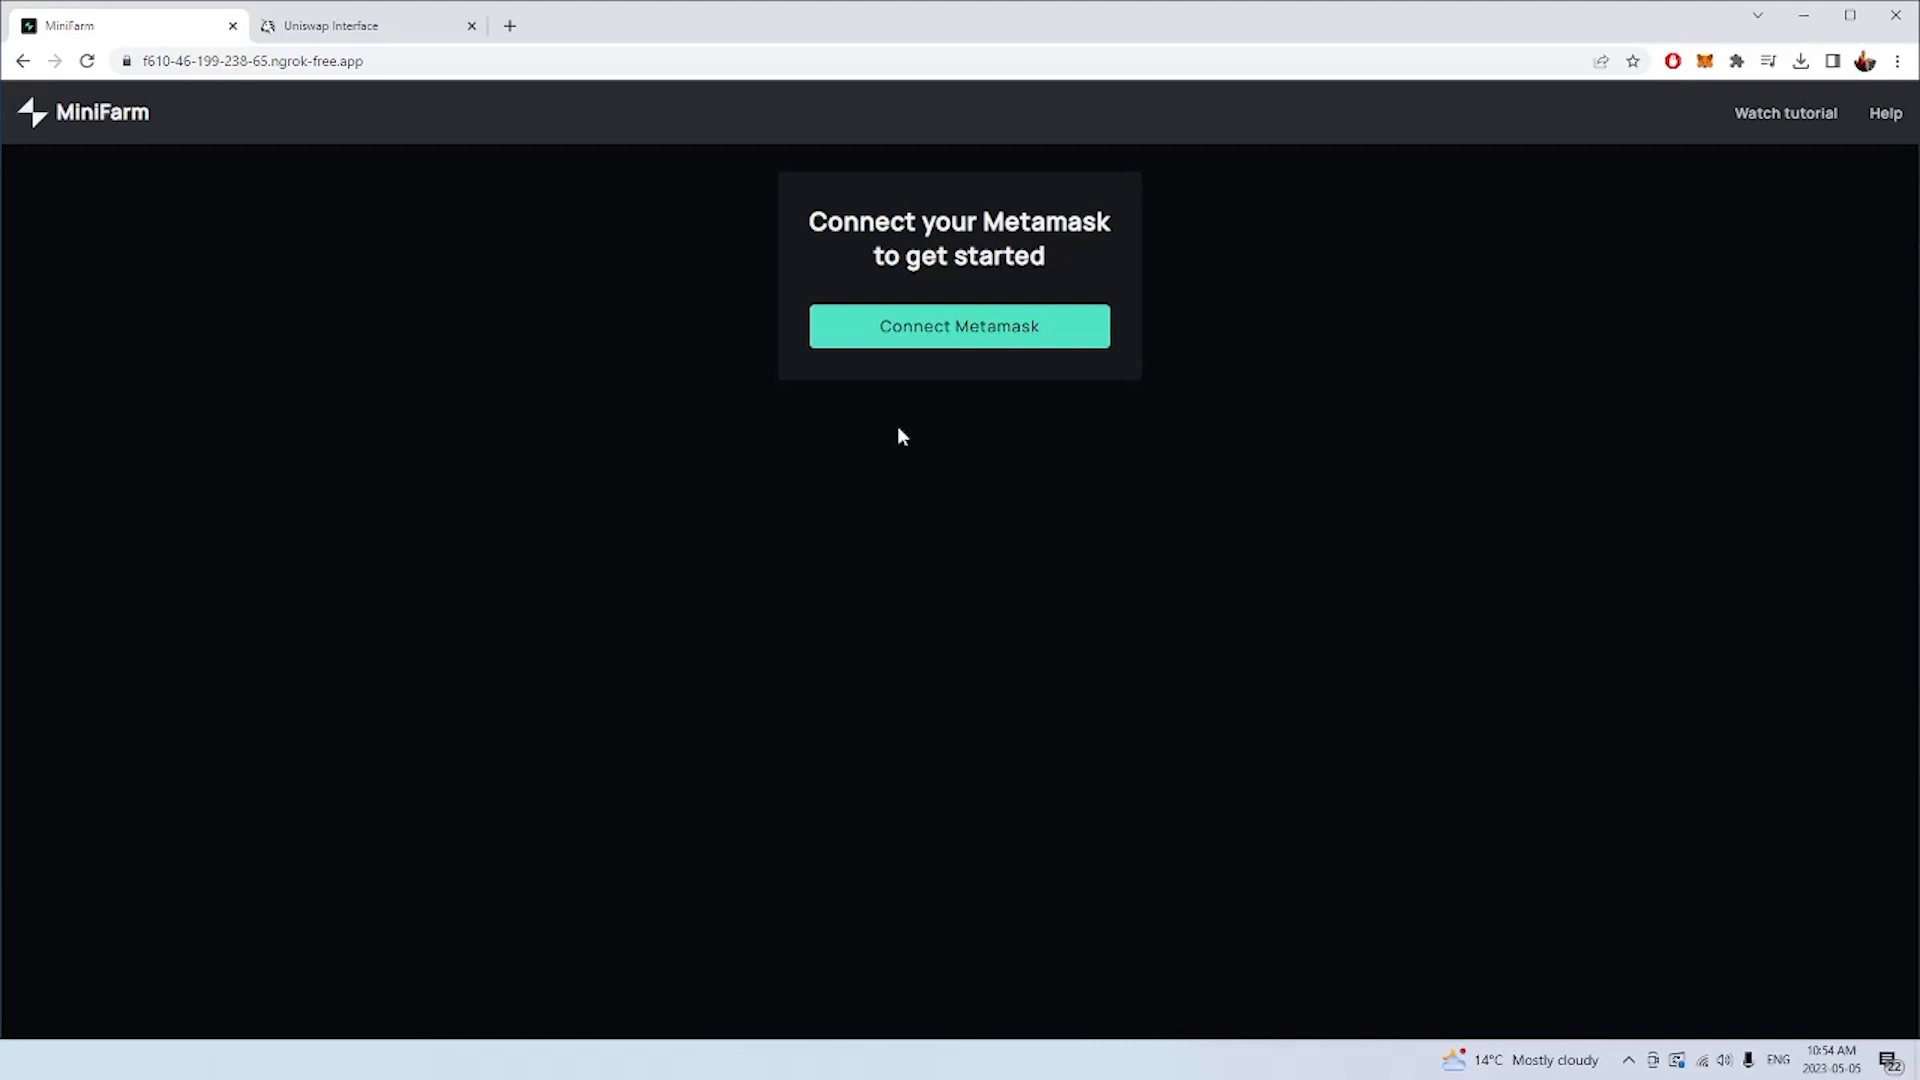 MiniFarm
Uniswap Interface
f610-46-199-238-65.ngrok-free.app
MiniFarm
Watch tutorial
Help
Connect your Metamask
to get started
Connect Metamask
14°C Mostly cloudy
ENG
10:54 AM
2023-05-05
22